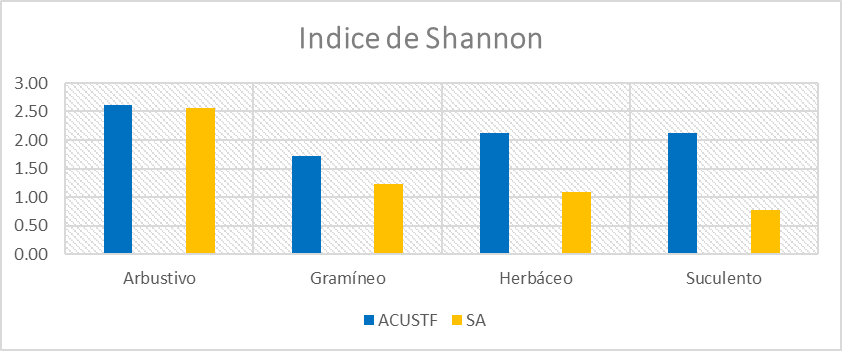 Indice de Shannon
3.00
2.50
2.00
1.50
1.00
0.50
0.00
Arbustivo Gramíneo Herbáceo Suculento
ACUSTF SA